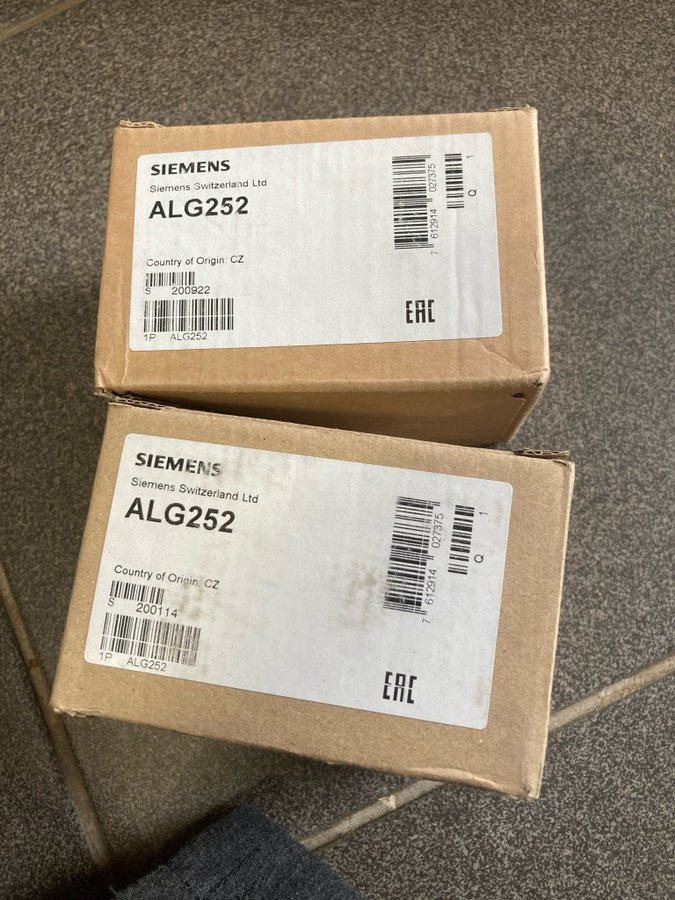 SIEMENS
Siemens Switzerland Ltd
ALG252
Country of Origin: CZ
S 200922
1P ALG252
7 612914 027375
Q 1
EAC
SIEMENS
Siemens Switzerland Ltd
ALG252
Country of Origin: CZ
S 200114
1P ALG252
7 612914 027375
Q 1
EAC